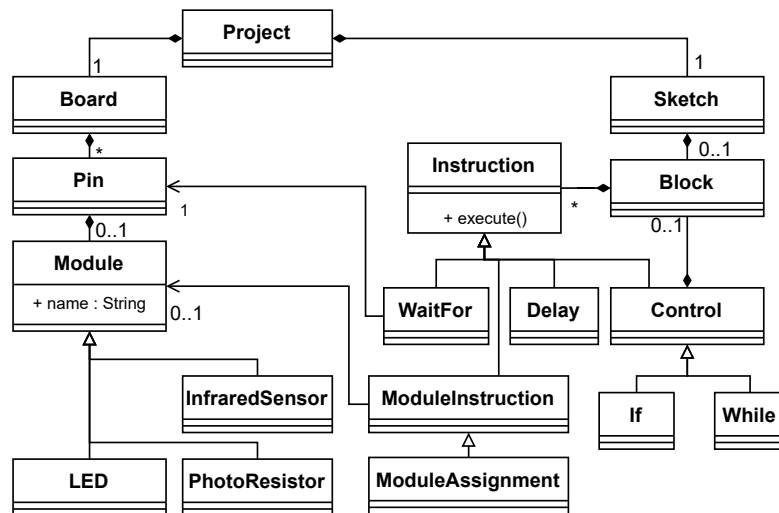 Project
1
1
Board
Sketch
*
0..1
Instruction
+ execute()
Pin
Block
1
*
0..1
0..1
Module
+ name : String
0..1
WaitFor
Delay
Control
InfraredSensor
ModuleInstruction
If
While
LED
PhotoResistor
ModuleAssignment